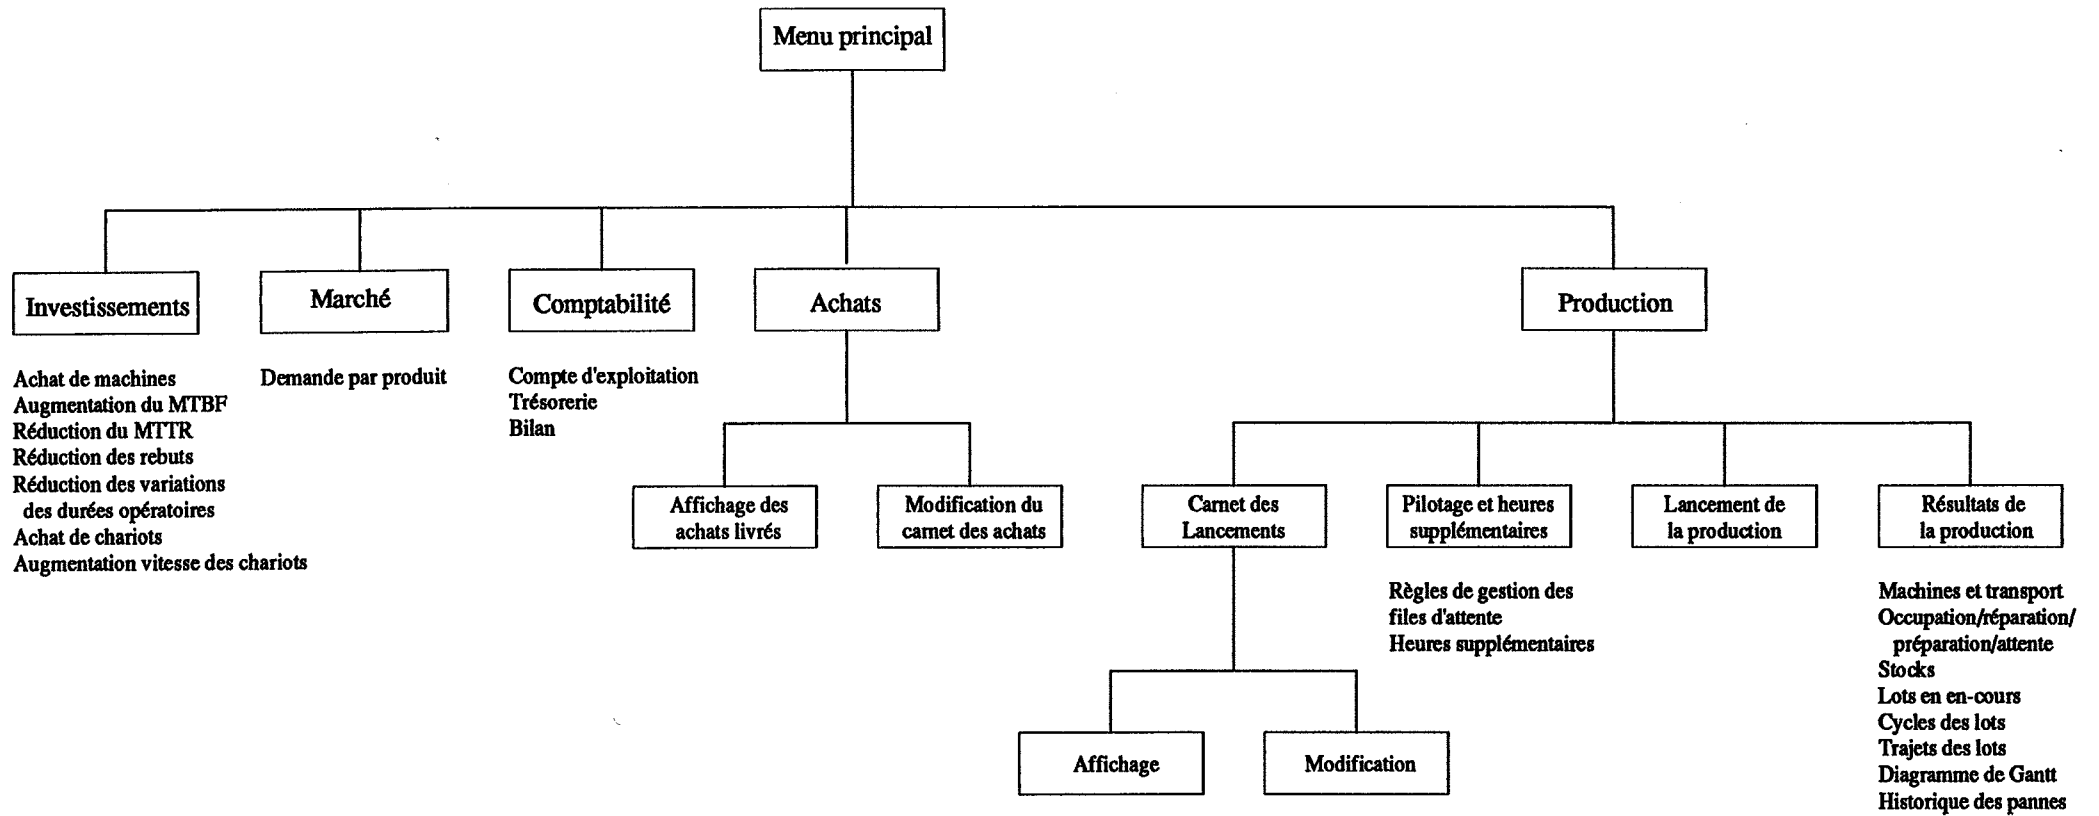 Menu principal
Investissements
Marché
Comptabilité
Achats
Production
Achat de machines
Augmentation du MTBF
Réduction du MTTR
Réduction des rebuts
Réduction des variations
des durées opératoires
Achat de chariots
Augmentation vitesse des chariots
Demande par produit
Compte d'exploitation
Trésorerie
Bilan
Affichage des
achats livrés
Modification du
carnet des achats
Carnet des
Lancements
Pilotage et heures
supplémentaires
Lancement de
la production
Résultats de
la production
Règles de gestion des
files d'attente
Heures supplémentaires
Machines et transport
Occupation/réparation/
préparation/attente
Stocks
Lots en en-cours
Cycles des lots
Trajets des lots
Diagramme de Gantt
Historique des pannes
Affichage
Modification